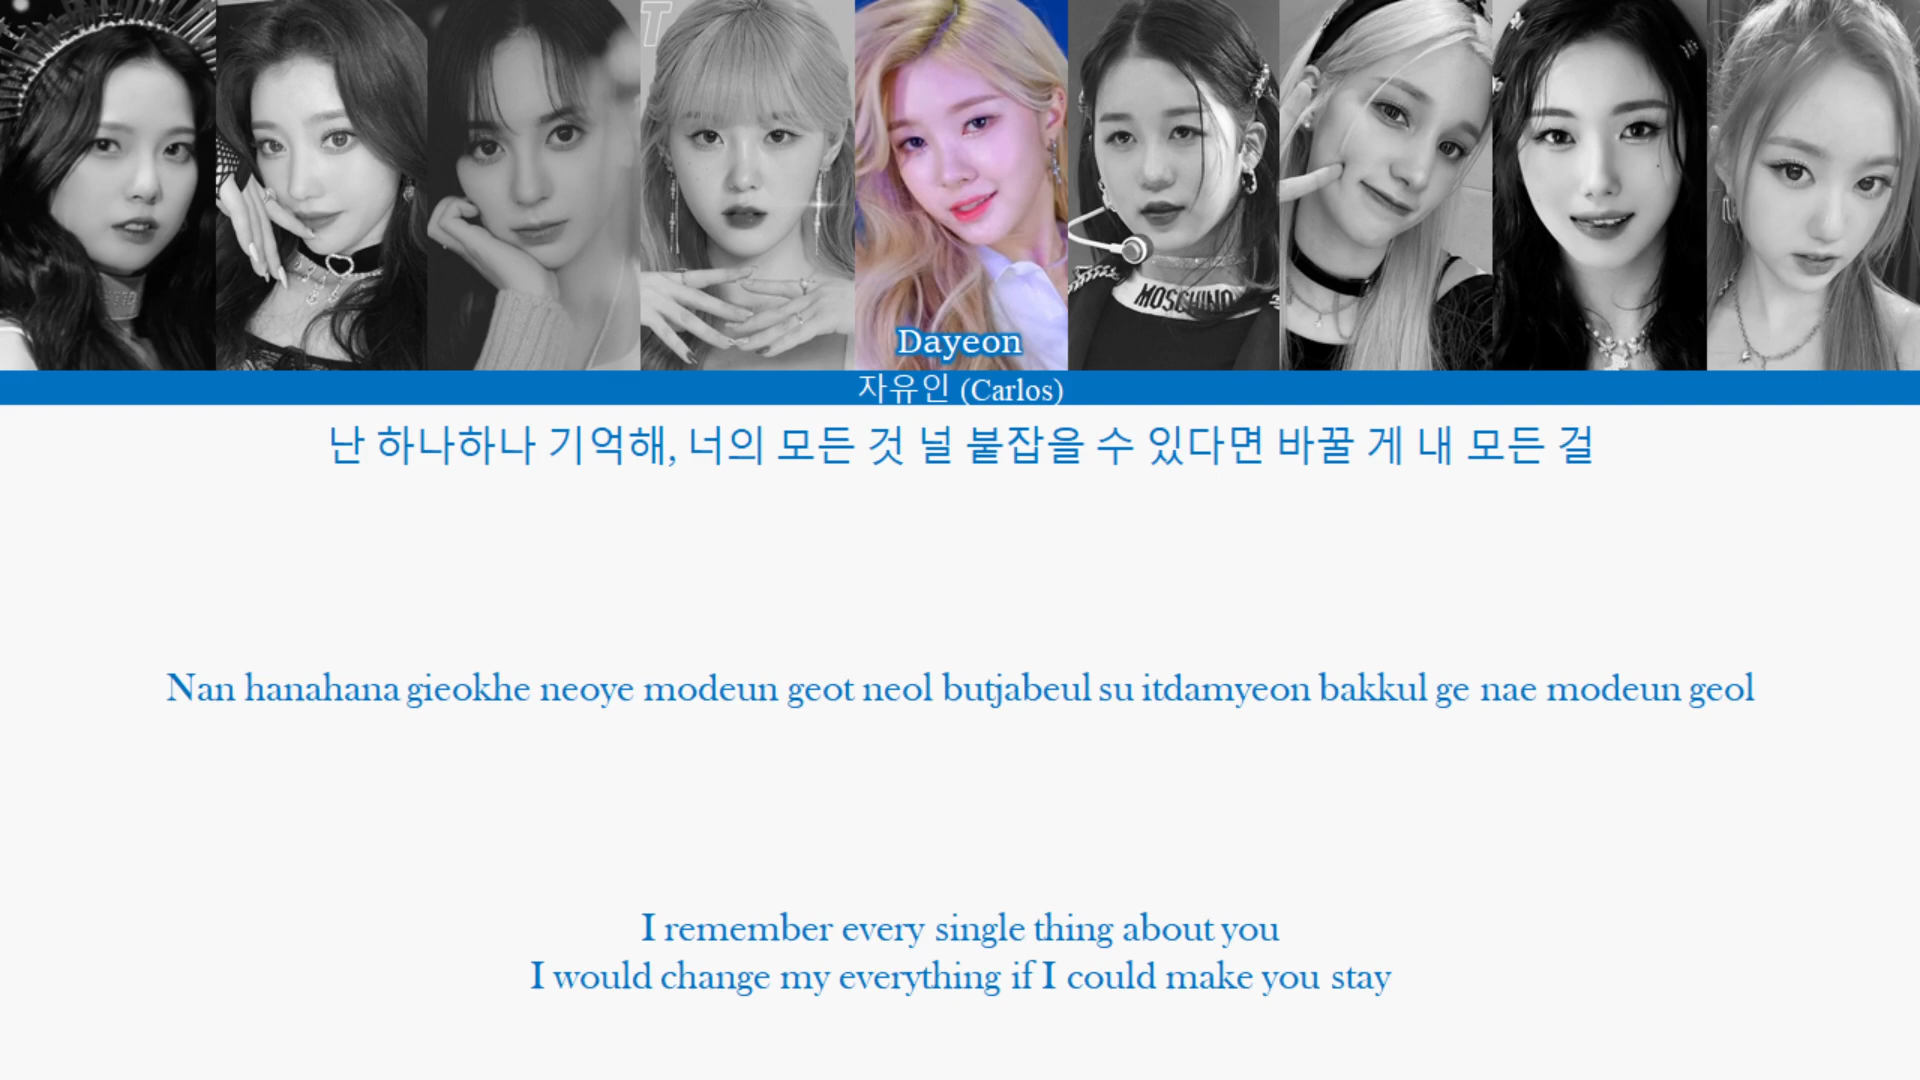 T
MOSCHINO
Dayeon
자유인 (Carlos)
난 하나하나 기억해, 너의 모든 것 널 붙잡을 수 있다면 바꿀 게 내 모든 걸
Nan hanahana gieokhe neoye modeun geot neol butjabeul su itdamyeon bakkul ge nae modeun geol
I remember every single thing about you
I would change my everything if I could make you stay